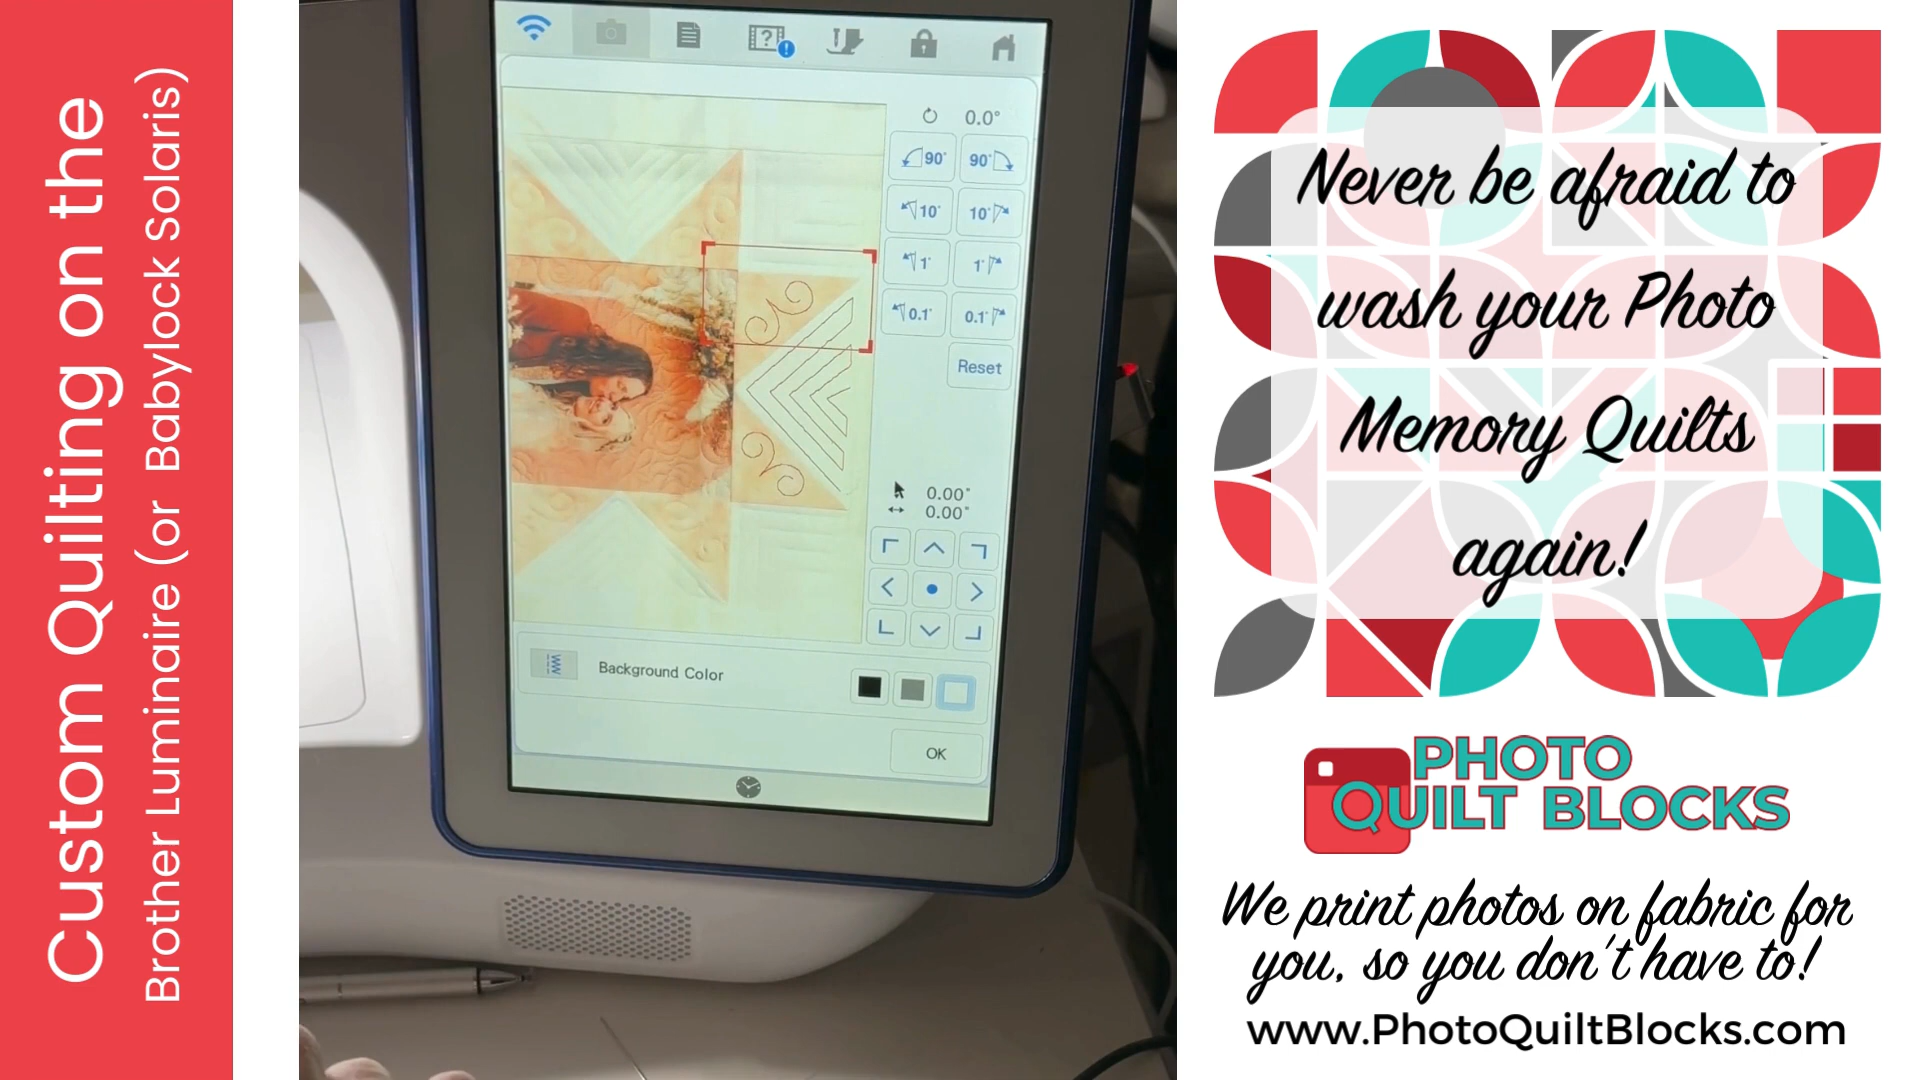 Custom Quilting on the
Brother Luminaire (or Babylock Solaris)
0.0°
90° 90°
10° 10°
1° 1°
0.1° 0.1°
Reset
0.00"
0.00"
Background Color
OK
Never be afraid to
wash your Photo
Memory Quilts
again!
PHOTO
QUILT BLOCKS
We print photos on fabric for
you, so you don't have to!
www.PhotoQuiltBlocks.com